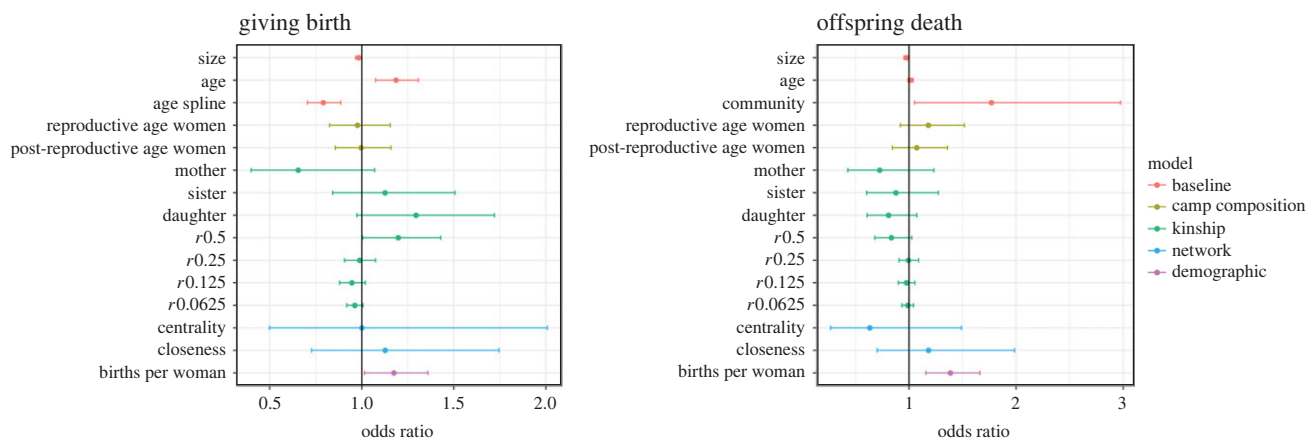 giving birth
size
age
age spline
reproductive age women
post-reproductive age women
mother
sister
daughter
r0.5
r0.25
r0.125
r0.0625
centrality
closeness
births per woman
0.5 1.0 1.5 2.0
odds ratio
offspring death
size
age
community
reproductive age women
post-reproductive age women
mother
sister
daughter
r0.5
r0.25
r0.125
r0.0625
centrality
closeness
births per woman
1 2 3
odds ratio
model
baseline
camp composition
kinship
network
demographic